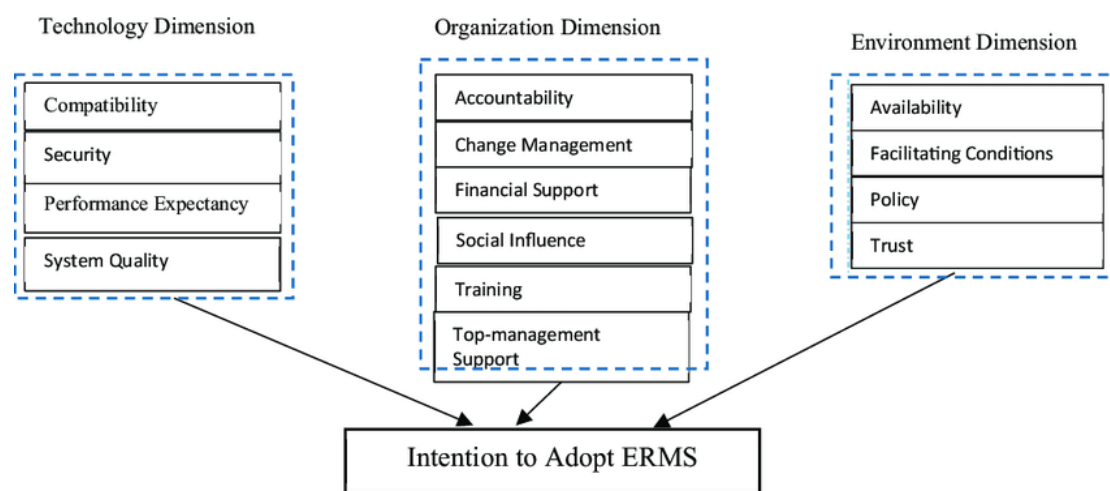 Technology Dimension
Compatibility
Security
Performance Expectancy
System Quality
Organization Dimension
Accountability
Change Management
Financial Support
Social Influence
Training
Top-management
Support
Environment Dimension
Availability
Facilitating Conditions
Policy
Trust
Intention to Adopt ERMS